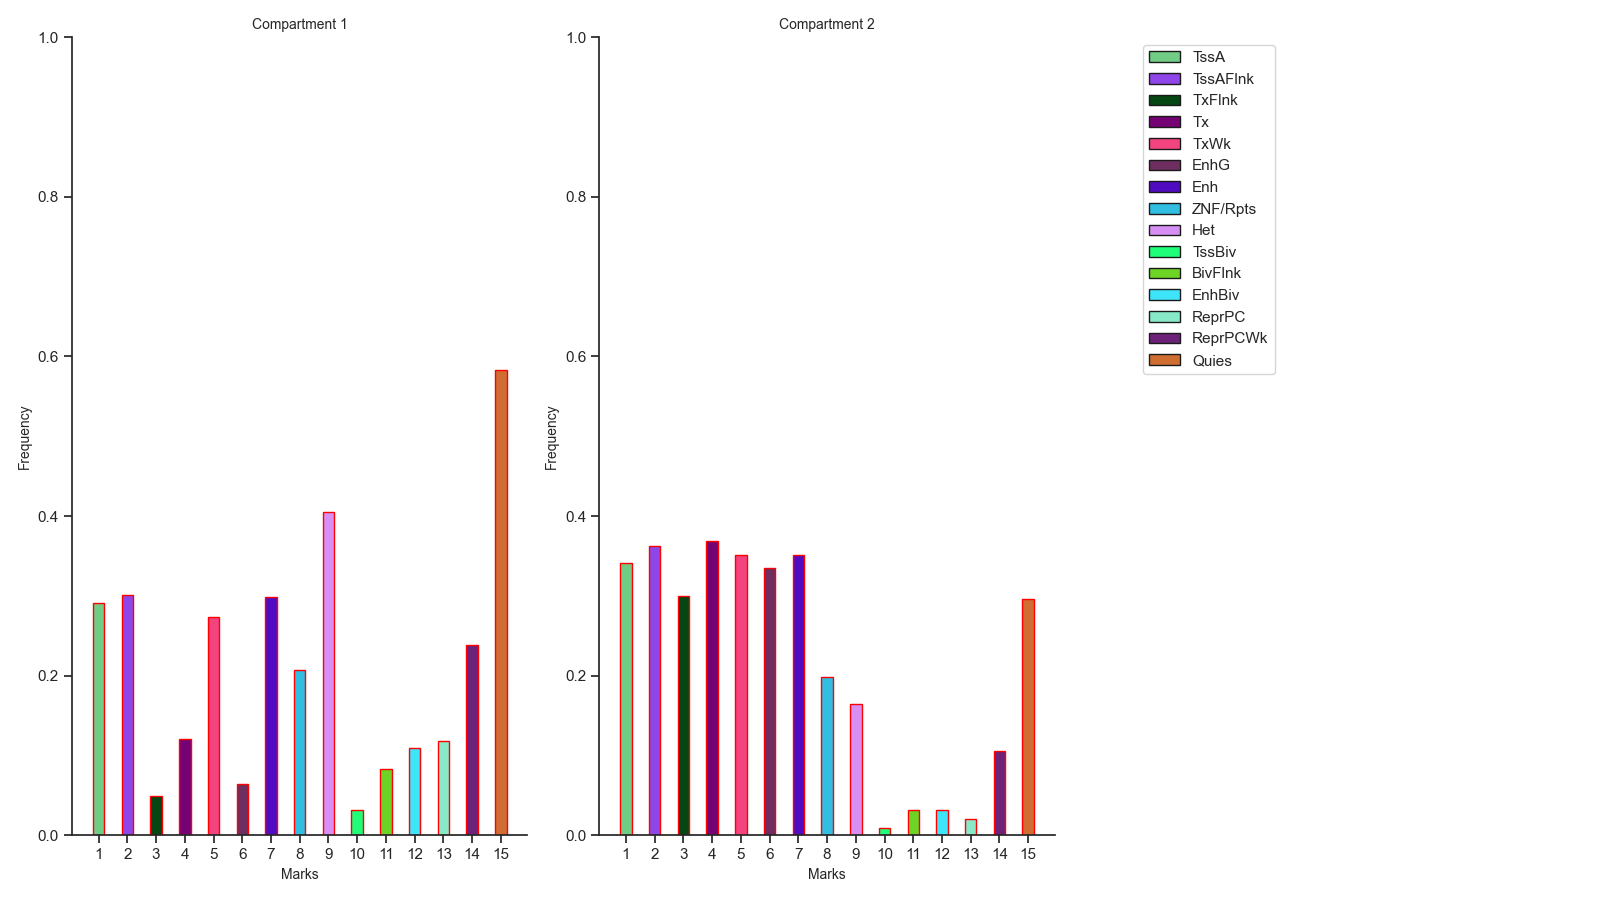 Compartment 1
1.0
0.8
0.6
0.4
0.2
0.0
Frequency
1 2 3 4 5 6 7 8 9 10 11 12 13 14 15
Marks
Compartment 2
1.0
0.8
0.6
0.4
0.2
0.0
Frequency
1 2 3 4 5 6 7 8 9 10 11 12 13 14 15
Marks
TssA
TssAFlnk
TxFlnk
Tx
TxWk
EnhG
Enh
ZNF/Rpts
Het
TssBiv
BivFlnk
EnhBiv
ReprPC
ReprPCWk
Quies